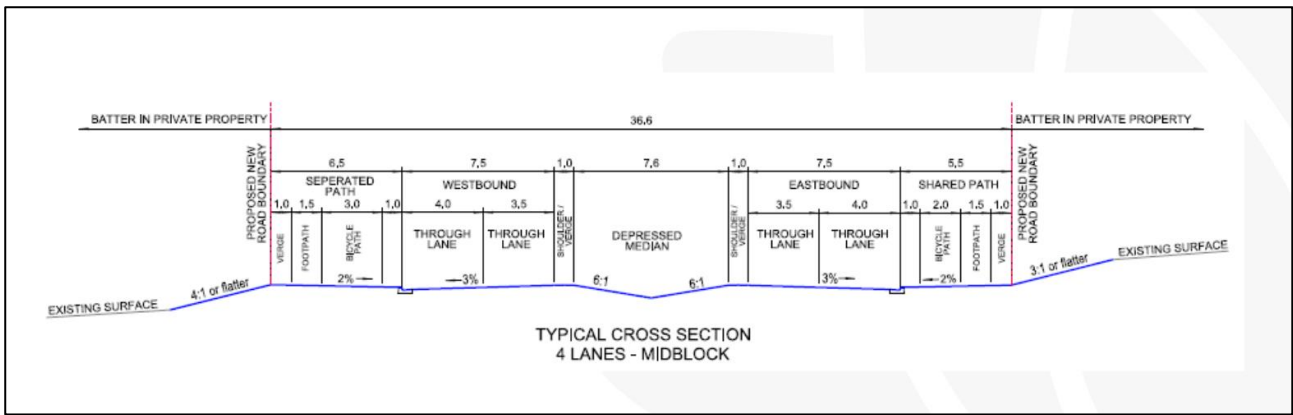 BATTER IN PRIVATE PROPERTY
36,6
BATTER IN PRIVATE PROPERTY
PROPOSED NEW
ROAD BOUNDARY
6,5
7,5
1,0
7,6
1,0
7,5
5,5
PROPOSED NEW
ROAD BOUNDARY
SEPERATED
PATH
WESTBOUND
EASTBOUND
SHARED PATH
1,0
1,5
3,0
1,0
4,0
3,5
3.5
4.0
1,0
2,0
1,5
1,0
VERGE
FOOTPATH
BICYCLE
PATH
THROUGH
LANE
THROUGH
LANE
SHOULDER /
VERGE
DEPRESSED
MEDIAN
SHOULDER /
VERGE
THROUGH
LANE
THROUGH
LANE
BICYCLE
PATH
FOOTPATH
VERGE
EXISTING SURFACE
4:1 or flatter
2%
3%
6:1
6:1
3%
2%
3:1 or flatter
EXISTING SURFACE
TYPICAL CROSS SECTION
4 LANES - MIDBLOCK